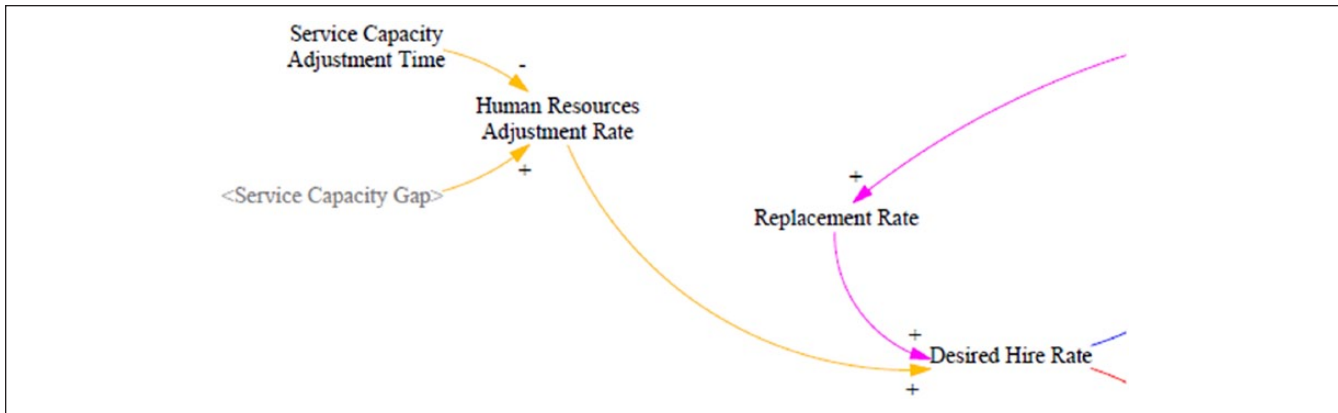 Service Capacity
Adjustment Time
-
Human Resources
Adjustment Rate
+
<Service Capacity Gap>
+
Replacement Rate
+
Desired Hire Rate
+